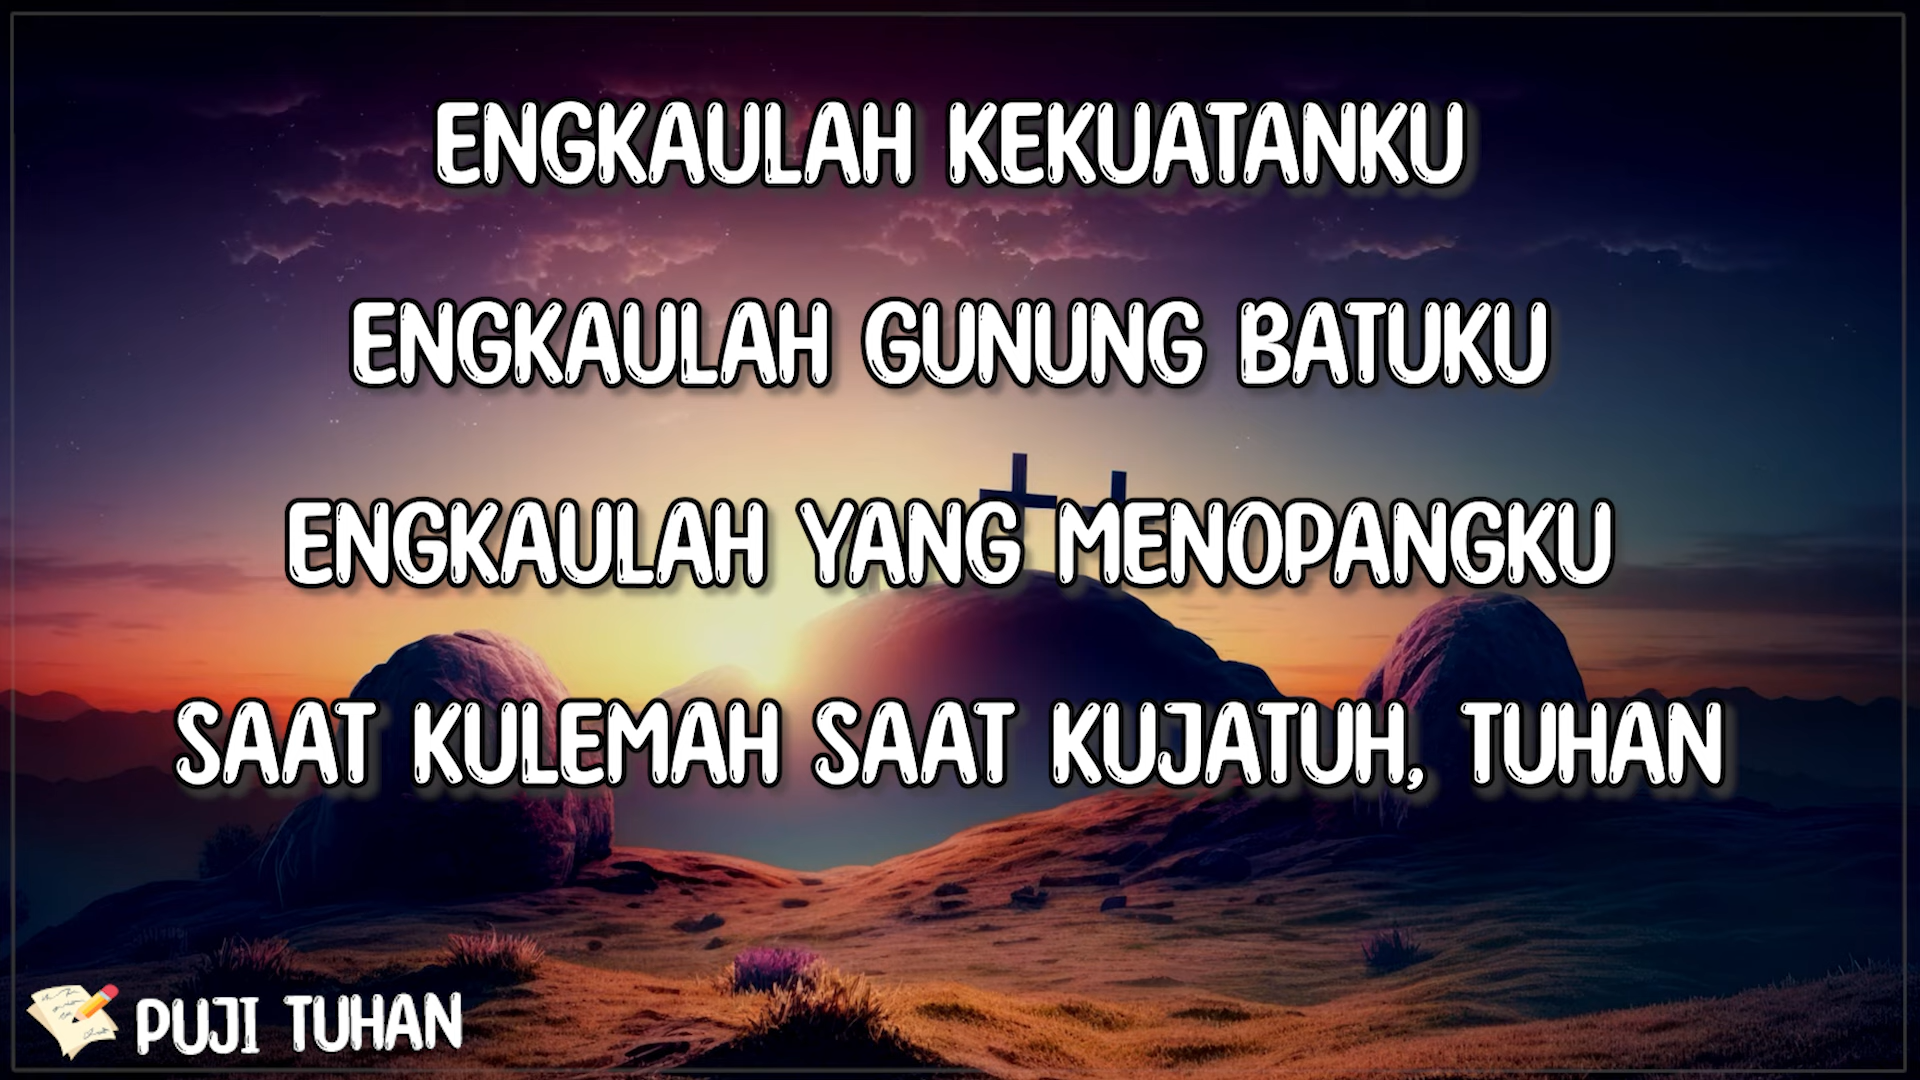 ENGKAULAH KEKUATANKU
ENGKAULAH GUNUNG BATUKU
ENGKAULAH YANG MENOPANGKU
SAAT KULEMAH SAAT KUJATUH, TUHAN
PUJI TUHAN